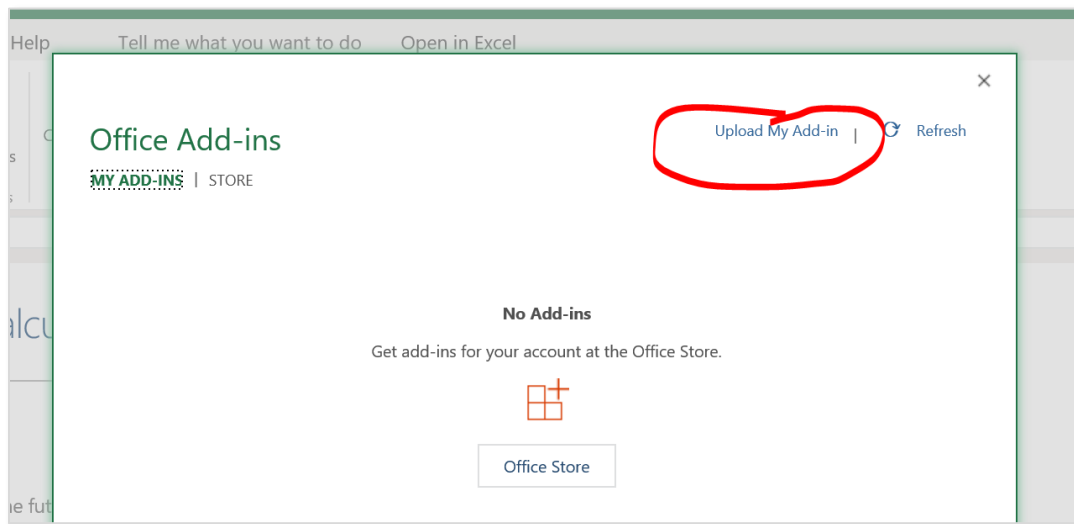 Help Tell me what you want to do Open in Excel
Office Add-ins
Upload My Add-in | Refresh
MY ADD-INS | STORE
No Add-ins
Get add-ins for your account at the Office Store.
Office Store